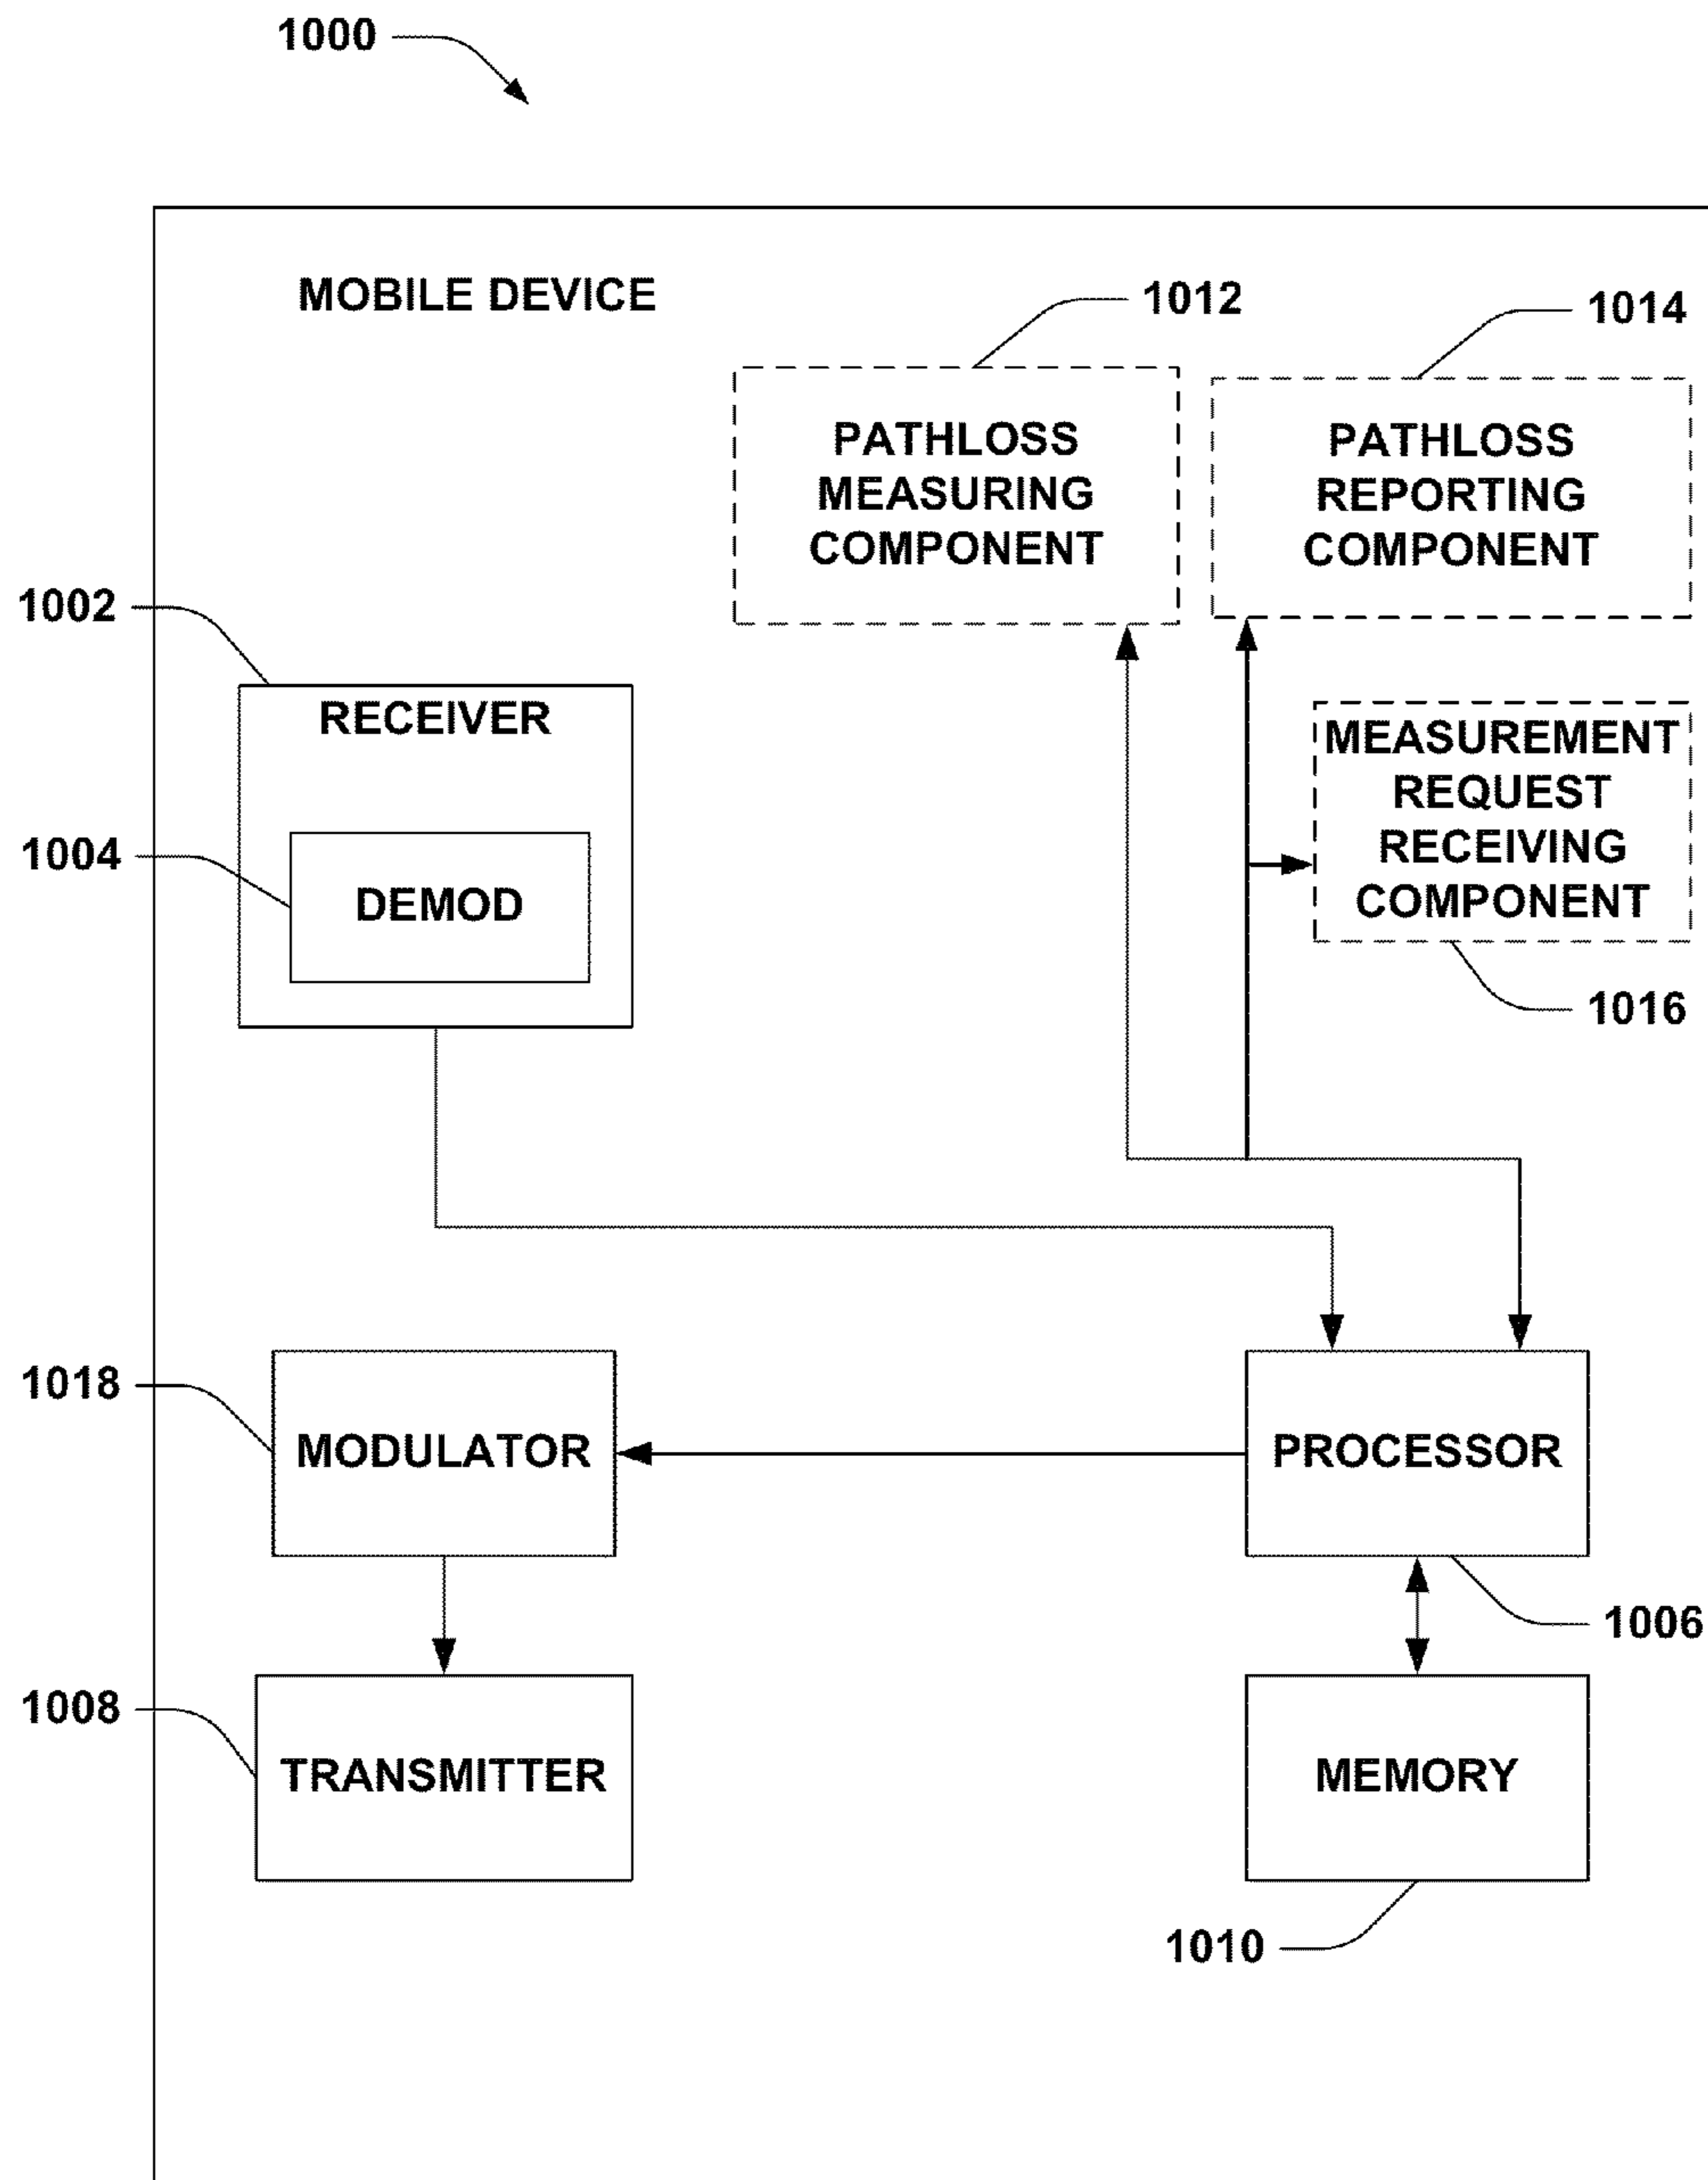 1000
MOBILE DEVICE
1012
1014
PATHLOSS
MEASURING
COMPONENT
PATHLOSS
REPORTING
COMPONENT
1002
RECEIVER
MEASUREMENT
REQUEST
RECEIVING
COMPONENT
1004
DEMOD
1016
1018
MODULATOR
PROCESSOR
1006
1008
TRANSMITTER
MEMORY
1010